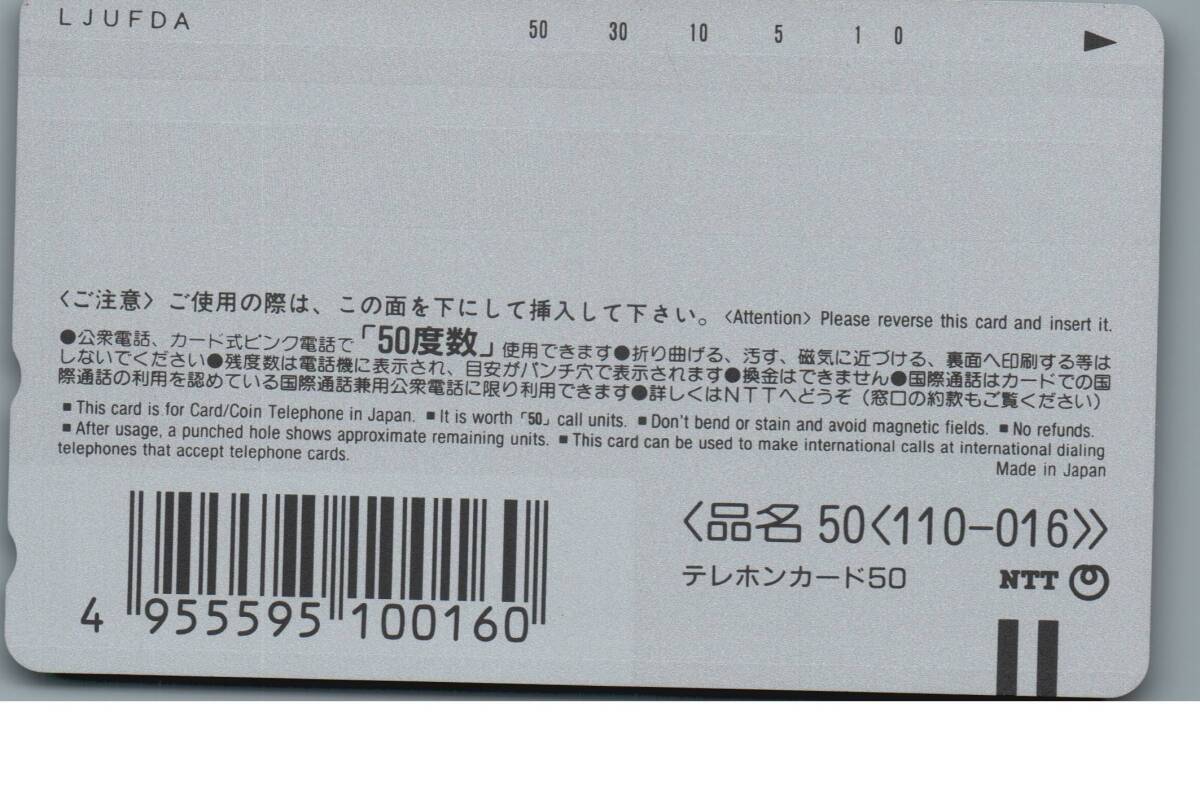 LJUFDA
50 30 10 5 1 0
〈ご注意〉ご使用の際は、この面を下にして挿入して下さい。〈Attention〉Please reverse this card and insert it.
●公衆電話、カード式ピンク電話で「50度数」使用できます●折り曲げる、汚す、磁気に近づける、裏面へ印刷する等は
しないでください●残度数は電話機に表示され、目安がパンチ穴で表示されます●換金はできません●国際通話はカードでの国
際通話の利用を認めている国際通話兼用公衆電話に限り利用できます●詳しくはNTTへどうぞ（窓口の約款もご覧ください）
■This card is for Card/Coin Telephone in Japan. ■It is worth「50」call units. ■Don't bend or stain and avoid magnetic fields. ■No refunds.
■After usage, a punched hole shows approximate remaining units. ■This card can be used to make international calls at international dialing
telephones that accept telephone cards.
Made in Japan
〈品名 50〈110-016〉〉
テレホンカード50 NTT
4 955595 100160